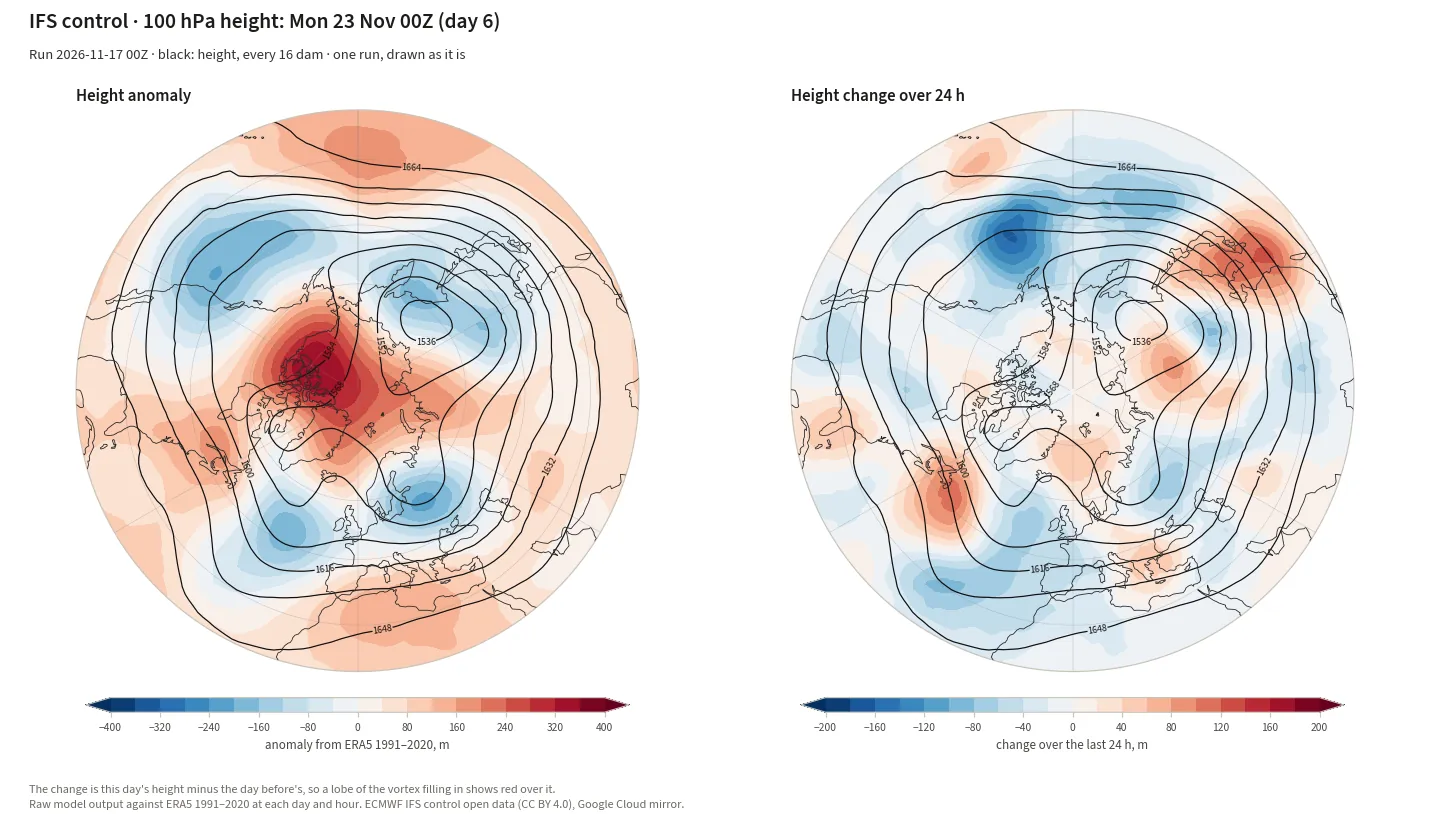 IFS control · 100 hPa height: Mon 23 Nov 00Z (day 6)
Run 2026-11-17 00Z · black: height, every 16 dam · one run, drawn as it is
Height anomaly
Height change over 24 h
1664
1536
1552
1584
1568
1600
1632
1616
1648
1664
1536
1552
1584
1568
1600
1632
1616
1648
−400 −320 −240 −160 −80 0 80 160 240 320 400
anomaly from ERA5 1991–2020, m
−200 −160 −120 −80 −40 0 40 80 120 160 200
change over the last 24 h, m
The change is this day's height minus the day before's, so a lobe of the vortex filling in shows red over it.
Raw model output against ERA5 1991–2020 at each day and hour. ECMWF IFS control open data (CC BY 4.0), Google Cloud mirror.